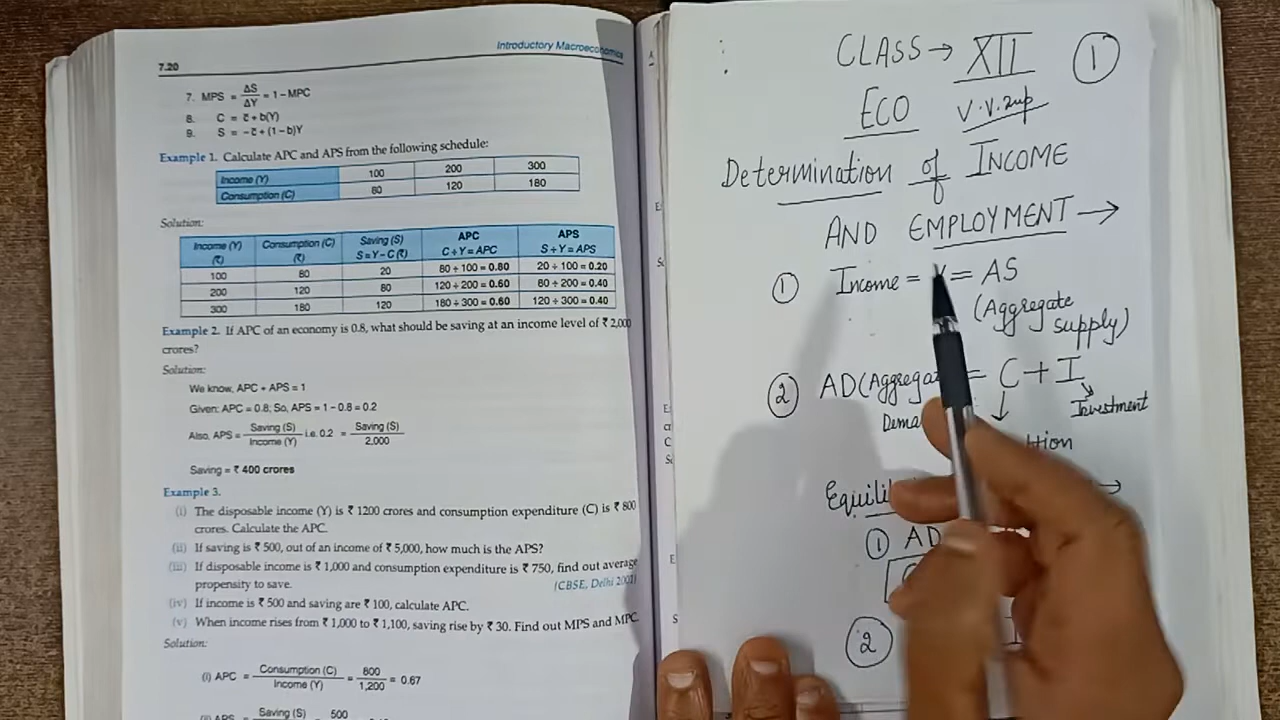 7.20
Introductory Macroeconomics
7. MPS = ΔS/ΔY = 1 – MPC
8. C = c̄ + b(Y)
9. S = –c̄ + (1 – b)Y
Example 1. Calculate APC and APS from the following schedule:
Income (Y) 100 200 300
Consumption (C) 80 120 180
Solution:
Income (Y) (₹) Consumption (C) (₹) Saving (S) S = Y – C (₹) APC C ÷ Y = APC APS S ÷ Y = APS
100 80 20 80 ÷ 100 = 0.80 20 ÷ 100 = 0.20
200 120 80 120 ÷ 200 = 0.60 80 ÷ 200 = 0.40
300 180 120 180 ÷ 300 = 0.60 120 ÷ 300 = 0.40
Example 2. If APC of an economy is 0.8, what should be saving at an income level of ₹ 2,000
crores?
Solution:
We know, APC + APS = 1
Given: APC = 0.8; So, APS = 1 – 0.8 = 0.2
Also, APS = Saving (S)/Income (Y) i.e. 0.2 = Saving (S)/2,000
Saving = ₹ 400 crores
Example 3.
(i) The disposable income (Y) is ₹ 1200 crores and consumption expenditure (C) is ₹ 800
crores. Calculate the APC.
(ii) If saving is ₹ 500, out of an income of ₹ 5,000, how much is the APS?
(iii) If disposable income is ₹ 1,000 and consumption expenditure is ₹ 750, find out average
propensity to save. (CBSE, Delhi 2001)
(iv) If income is ₹ 500 and saving are ₹ 100, calculate APC.
(v) When income rises from ₹ 1,000 to ₹ 1,100, saving rise by ₹ 30. Find out MPS and MPC.
Solution:
(i) APC = Consumption (C)/Income (Y) = 800/1,200 = 0.67
Saving (S) 500
CLASS → XII ①
ECO V.V.Imp
Determination of INCOME
AND EMPLOYMENT →
① Income = Y = AS
(Aggregate
supply)
② AD (Aggregate = C + I
Investment
① AD
②